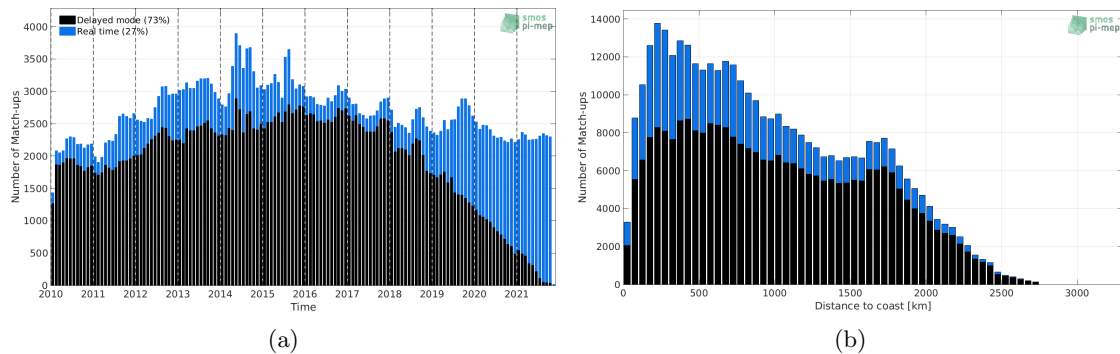 Delayed mode (73%)
Real time (27%)
smos
pi-mep
Number of Match-ups
4000
3500
3000
2500
2000
1500
1000
500
0
2010 2011 2012 2013 2014 2015 2016 2017 2018 2019 2020 2021
Time
(a)
smos
pi-mep
Number of Match-ups
14000
12000
10000
8000
6000
4000
2000
0
0 500 1000 1500 2000 2500 3000
Distance to coast [km]
(b)